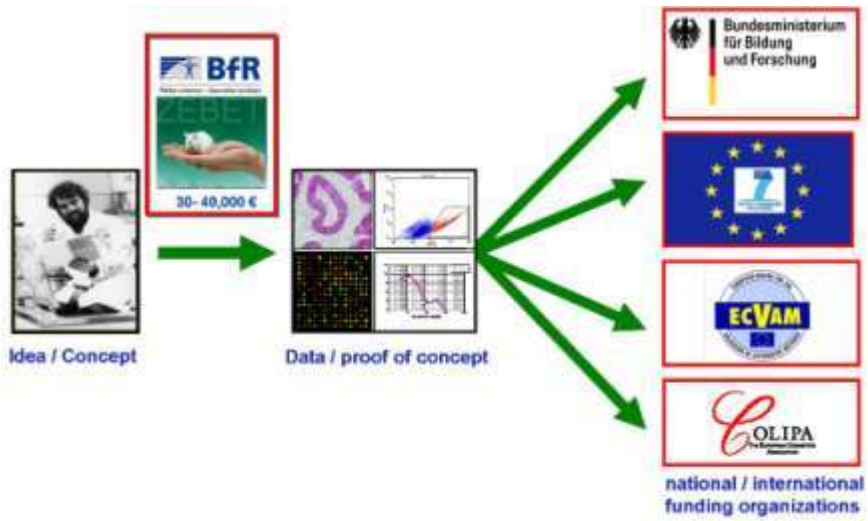 BfR
ZEBET
30- 40,000 €
Idea / Concept
Data / proof of concept
Bundesministerium
für Bildung
und Forschung
7
ECVAM
COLIPA
national / international
funding organizations